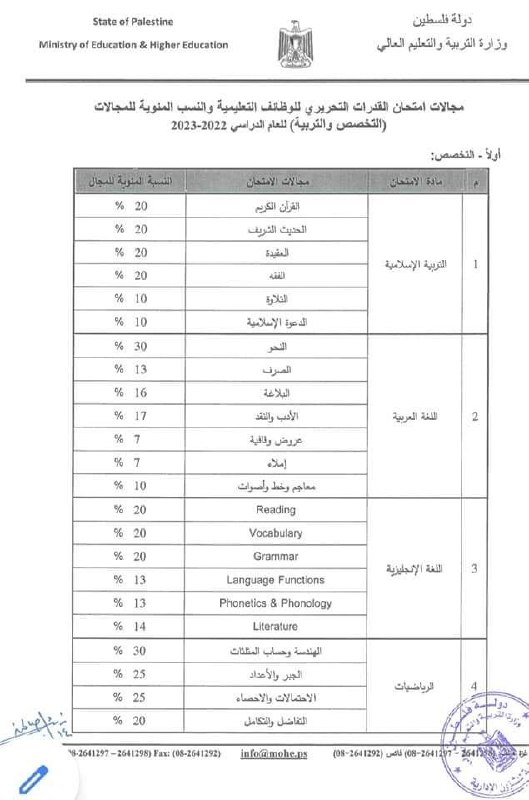 State of Palestine
Ministry of Education & Higher Education
دولة فلسطين
وزارة التربية والتعليم العالي
مجالات امتحان القدرات التحريري للوظائف التعليمية والنسب المئوية للمجالات
(التخصص والتربية) للعام الدراسي 2022-2023
أولاً - التخصص:
م مادة الامتحان مجالات الامتحان النسبة المئوية للمجال
1 التربية الإسلامية
القرآن الكريم 20 %
الحديث الشريف 20 %
العقيدة 20 %
الفقه 20 %
التلاوة 10 %
الدعوة الإسلامية 10 %
2 اللغة العربية
النحو 30 %
الصرف 13 %
البلاغة 16 %
الأدب والنقد 17 %
عروض وقافية 7 %
إملاء 7 %
معاجم وخط وأصوات 10 %
3 اللغة الإنجليزية
Reading 20 %
Vocabulary 20 %
Grammar 20 %
Language Functions 13 %
Phonetics & Phonology 13 %
Literature 14 %
4 الرياضيات
الهندسة وحساب المثلثات 30 %
الجبر والأعداد 25 %
الاحتمالات والاحصاء 25 %
التفاضل والتكامل 20 %
08-2641297 – 2641298) Fax: (08-2641292)
info@mohe.ps
2641297-08) فاكس (2641292-08)